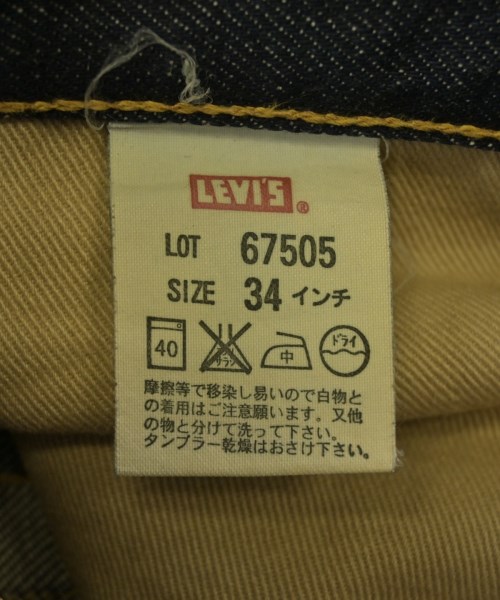 LEVI'S®
LOT 67505
SIZE 34 インチ
40 サラシ 中 ドライ
摩擦等で移染し易いので白物と
の着用はご注意願います。又他
の物と分けて洗って下さい。
タンブラー乾燥はおさけ下さい。